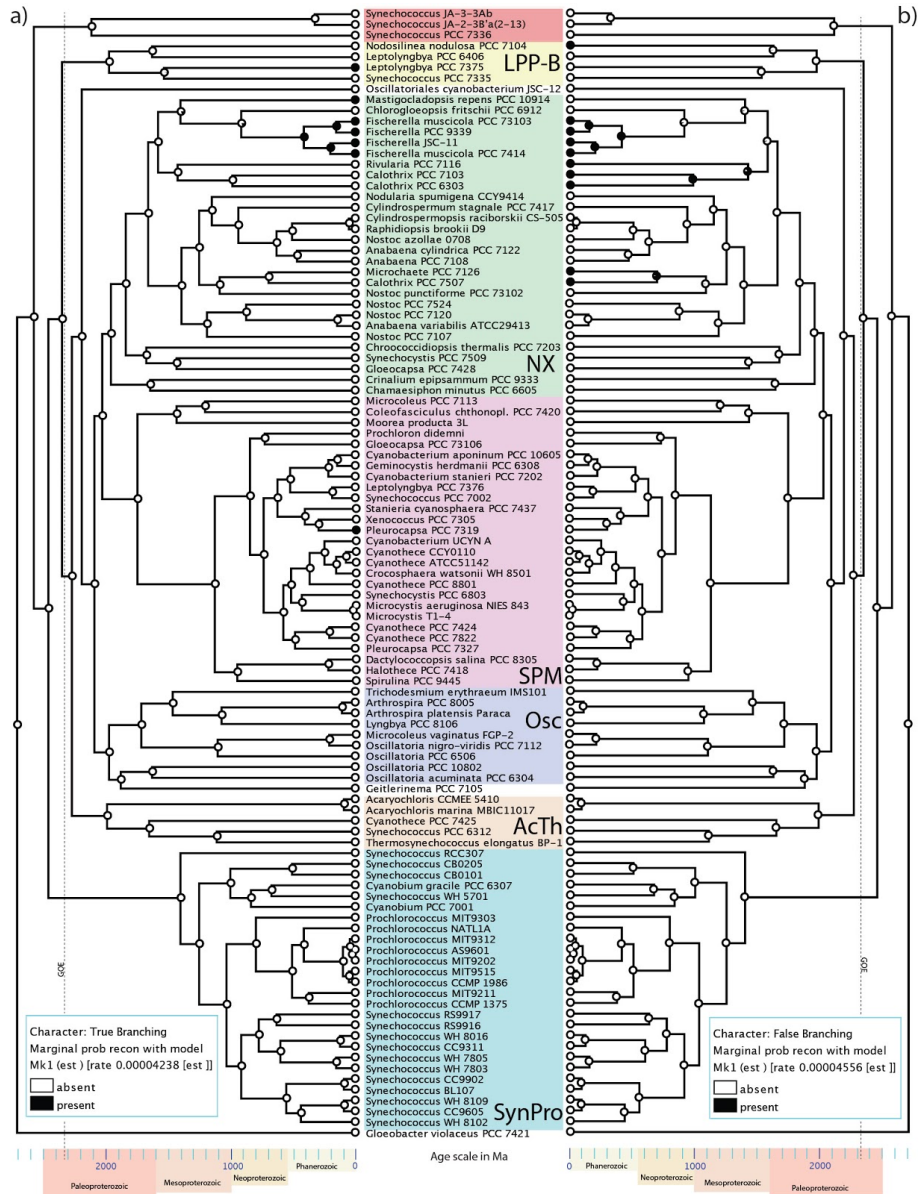 a)
b)
Synechococcus JA-3-3Ab
Synechococcus JA-2-3B'a(2-13)
Synechococcus PCC 7336
Nodosilinea nodulosa PCC 7104
Leptolyngbya PCC 6406
Leptolyngbya PCC 7375
Synechococcus PCC 7335
LPP-B
Oscillatoriales cyanobacterium JSC-12
Mastigocladopsis repens PCC 10914
Chlorogloeopsis fritschii PCC 6912
Fischerella muscicola PCC 73103
Fischerella PCC 9339
Fischerella JSC-11
Fischerella muscicola PCC 7414
Rivularia PCC 7116
Calothrix PCC 7103
Calothrix PCC 6303
Nodularia spumigena CCY9414
Cylindrospermum stagnale PCC 7417
Cylindrospermopsis raciborskii CS-505
Raphidiopsis brookii D9
Nostoc azollae 0708
Anabaena cylindrica PCC 7122
Anabaena PCC 7108
Microchaete PCC 7126
Calothrix PCC 7507
Nostoc punctiforme PCC 73102
Nostoc PCC 7524
Nostoc PCC 7120
Anabaena variabilis ATCC29413
Nostoc PCC 7107
Chroococcidiopsis thermalis PCC 7203
Synechocystis PCC 7509
Gloeocapsa PCC 7428
NX
Crinalium epipsammum PCC 9333
Chamaesiphon minutus PCC 6605
Microcoleus PCC 7113
Coleofasciculus chthonopl. PCC 7420
Moorea producta 3L
Prochloron didemni
Gloeocapsa PCC 73106
Cyanobacterium aponinum PCC 10605
Geminocystis herdmanii PCC 6308
Cyanobacterium stanieri PCC 7202
Leptolyngbya PCC 7376
Synechococcus PCC 7002
Stanieria cyanosphaera PCC 7437
Xenococcus PCC 7305
Pleurocapsa PCC 7319
Cyanobacterium UCYN A
Cyanothece CCY0110
Cyanothece ATCC51142
Crocosphaera watsonii WH 8501
Cyanothece PCC 8801
Synechocystis PCC 6803
Microcystis aeruginosa NIES 843
Microcystis T1-4
Cyanothece PCC 7424
Cyanothece PCC 7822
Pleurocapsa PCC 7327
Dactylococcopsis salina PCC 8305
Halothece PCC 7418
Spirulina PCC 9445
SPM
Trichodesmium erythraeum IMS101
Arthrospira PCC 8005
Arthrospira platensis Paraca
Lyngbya PCC 8106
Osc
Microcoleus vaginatus FGP-2
Oscillatoria nigro-viridis PCC 7112
Oscillatoria PCC 6506
Oscillatoria PCC 10802
Oscillatoria acuminata PCC 6304
Geitlerinema PCC 7105
Acaryochloris CCMEE 5410
Acaryochloris marina MBIC11017
Cyanothece PCC 7425
Synechococcus PCC 6312
Thermosynechococcus elongatus BP-1
AcTh
Synechococcus RCC307
Synechococcus CB0205
Synechococcus CB0101
Cyanobium gracile PCC 6307
Synechococcus WH 5701
Cyanobium PCC 7001
Prochlorococcus MIT9303
Prochlorococcus NATL1A
Prochlorococcus MIT9312
Prochlorococcus AS9601
Prochlorococcus MIT9202
Prochlorococcus MIT9515
Prochlorococcus CCMP 1986
Prochlorococcus MIT9211
Prochlorococcus CCMP 1375
Synechococcus RS9917
Synechococcus RS9916
Synechococcus WH 8016
Synechococcus CC9311
Synechococcus WH 7805
Synechococcus WH 7803
Synechococcus CC9902
Synechococcus BL107
Synechococcus WH 8109
Synechococcus CC9605
Synechococcus WH 8102
SynPro
Gloeobacter violaceus PCC 7421
GOE
GOE
Character: True Branching
Marginal prob recon with model
Mk1 (est ) [rate 0.00004238 [est ]]
absent
present
Character: False Branching
Marginal prob recon with model
Mk1 (est ) [rate 0.00004556 [est ]]
absent
present
Age scale in Ma
2000
1000
0
Paleoproterozoic
Mesoproterozoic
Neoproterozoic
Phanerozoic
0
1000
2000
Phanerozoic
Neoproterozoic
Mesoproterozoic
Paleoproterozoic